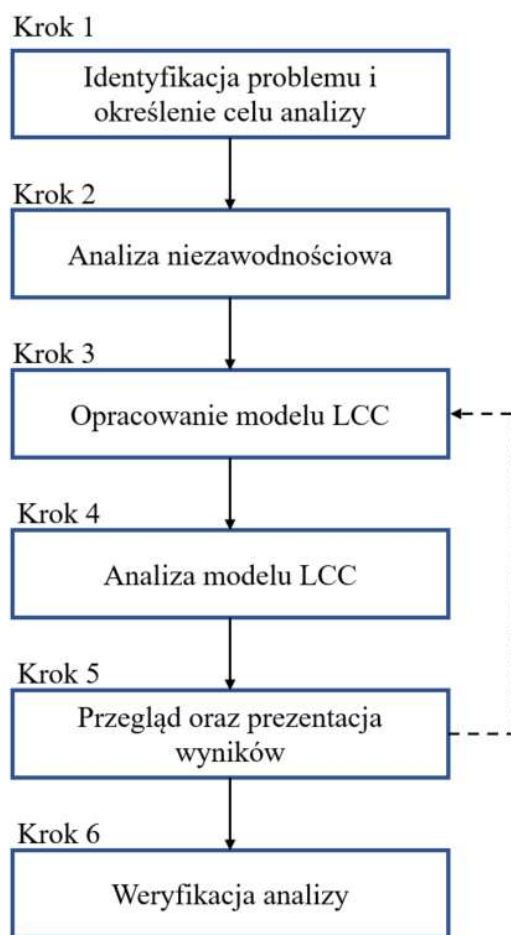 Krok 1
Identyfikacja problemu i
określenie celu analizy
Krok 2
Analiza niezawodnościowa
Krok 3
Opracowanie modelu LCC
Krok 4
Analiza modelu LCC
Krok 5
Przegląd oraz prezentacja
wyników
Krok 6
Weryfikacja analizy